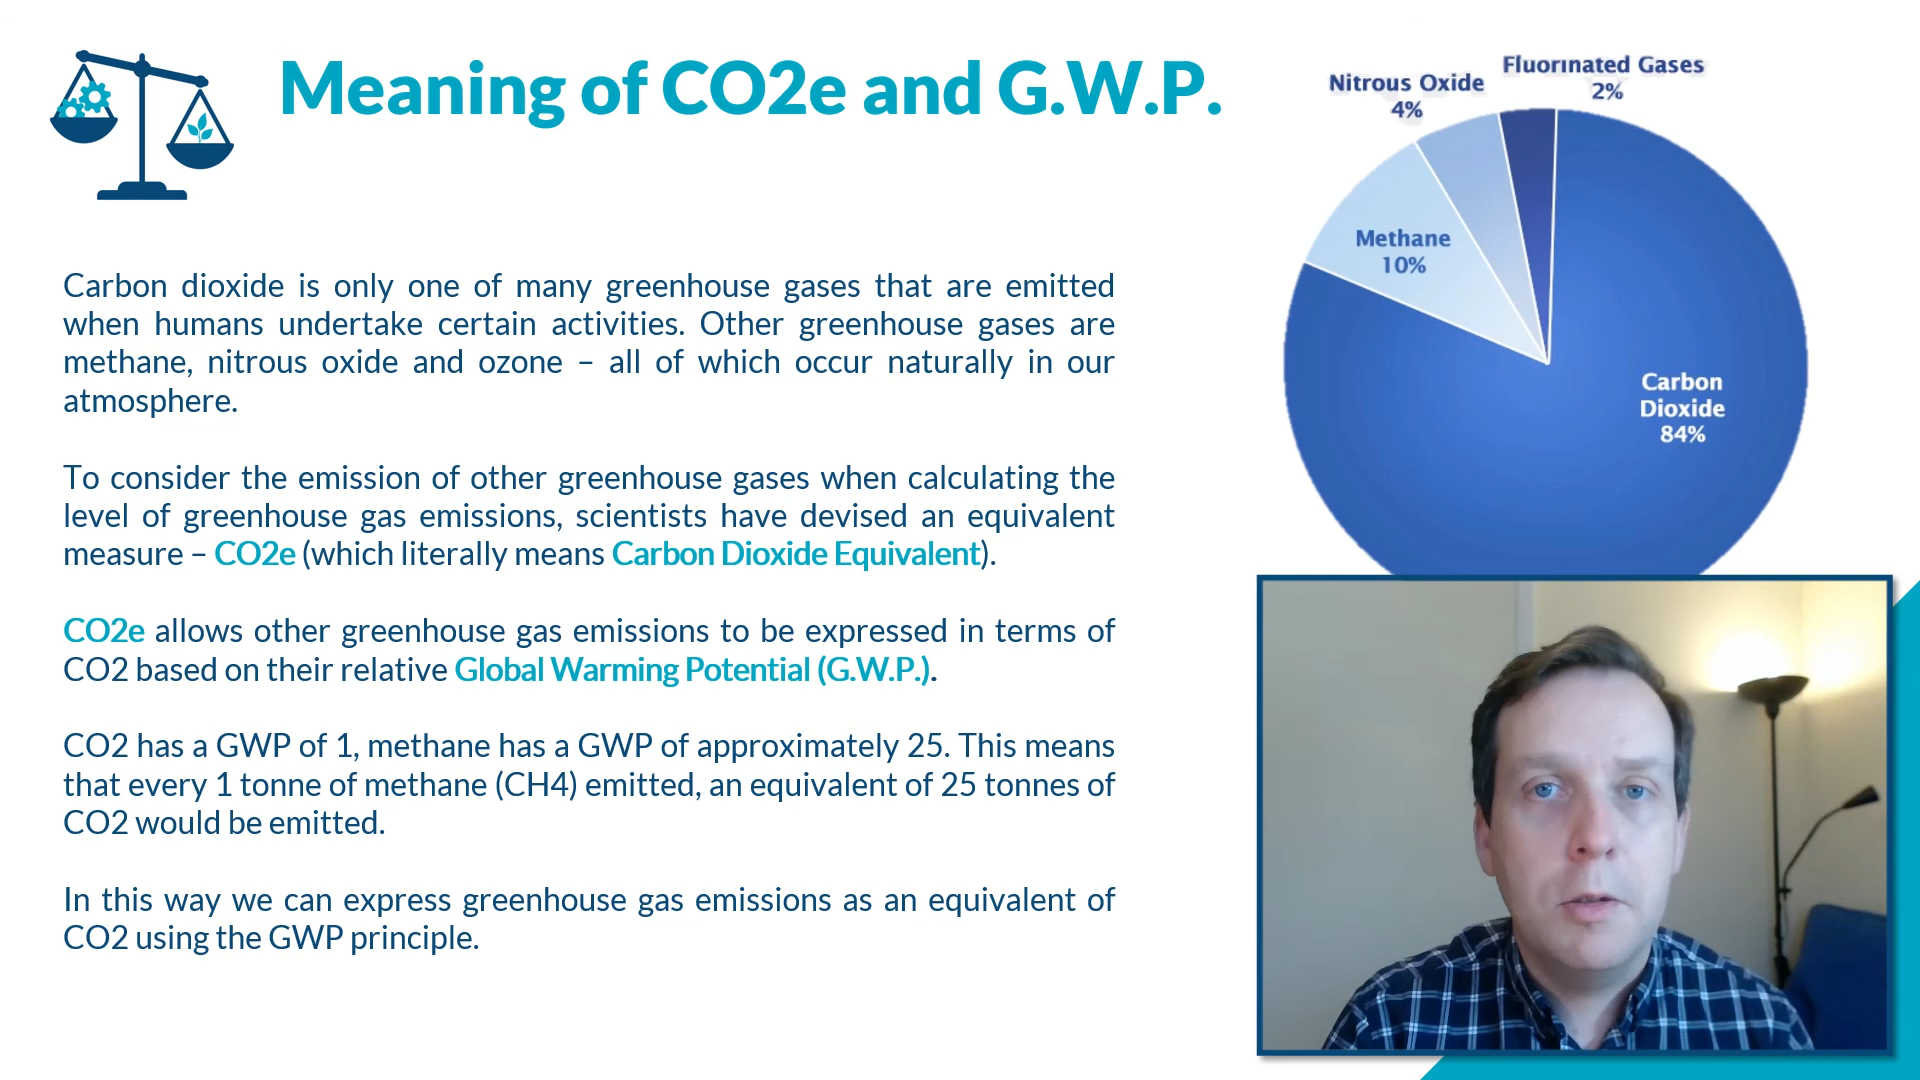 Meaning of CO2e and G.W.P.
Carbon dioxide is only one of many greenhouse gases that are emitted
when humans undertake certain activities. Other greenhouse gases are
methane, nitrous oxide and ozone – all of which occur naturally in our
atmosphere.
To consider the emission of other greenhouse gases when calculating the
level of greenhouse gas emissions, scientists have devised an equivalent
measure – CO2e (which literally means Carbon Dioxide Equivalent).
CO2e allows other greenhouse gas emissions to be expressed in terms of
CO2 based on their relative Global Warming Potential (G.W.P.).
CO2 has a GWP of 1, methane has a GWP of approximately 25. This means
that every 1 tonne of methane (CH4) emitted, an equivalent of 25 tonnes of
CO2 would be emitted.
In this way we can express greenhouse gas emissions as an equivalent of
CO2 using the GWP principle.
Nitrous Oxide
4%
Fluorinated Gases
2%
Methane
10%
Carbon
Dioxide
84%